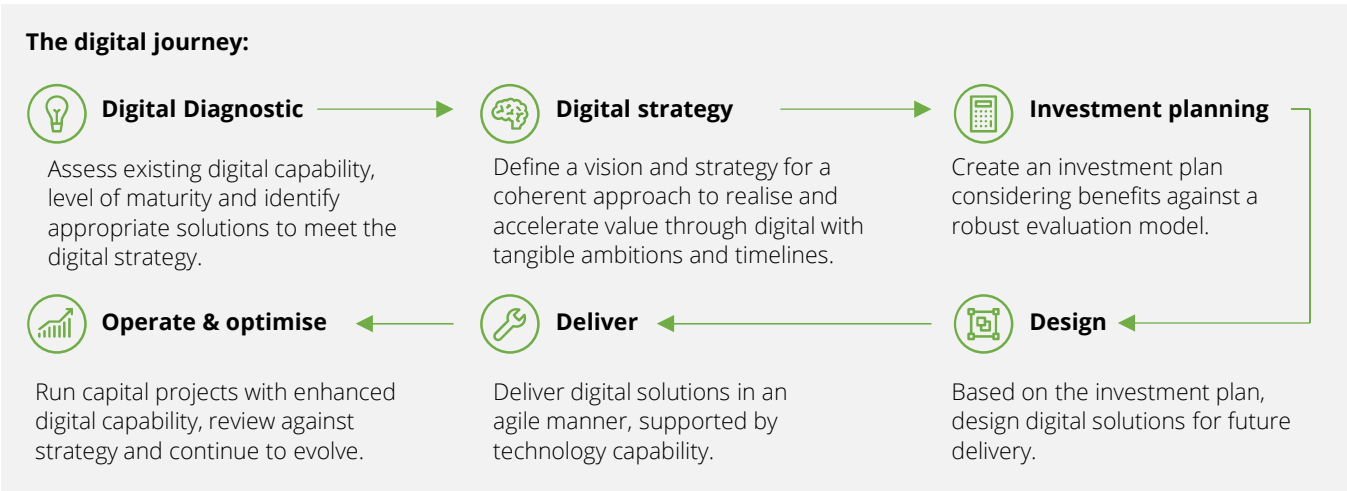 The digital journey:
Digital Diagnostic
Assess existing digital capability,
level of maturity and identify
appropriate solutions to meet the
digital strategy.
Digital strategy
Define a vision and strategy for a
coherent approach to realise and
accelerate value through digital with
tangible ambitions and timelines.
Investment planning
Create an investment plan
considering benefits against a
robust evaluation model.
Design
Based on the investment plan,
design digital solutions for future
delivery.
Deliver
Deliver digital solutions in an
agile manner, supported by
technology capability.
Operate & optimise
Run capital projects with enhanced
digital capability, review against
strategy and continue to evolve.